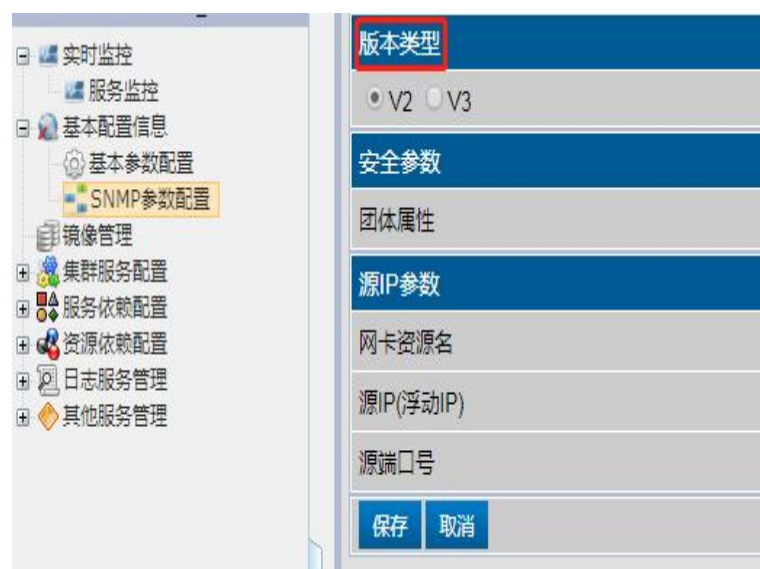 实时监控
服务监控
基本配置信息
基本参数配置
SNMP参数配置
镜像管理
集群服务配置
服务依赖配置
资源依赖配置
日志服务管理
其他服务管理
版本类型
V2 V3
安全参数
团体属性
源IP参数
网卡资源名
源IP(浮动IP)
源端口号
保存 取消